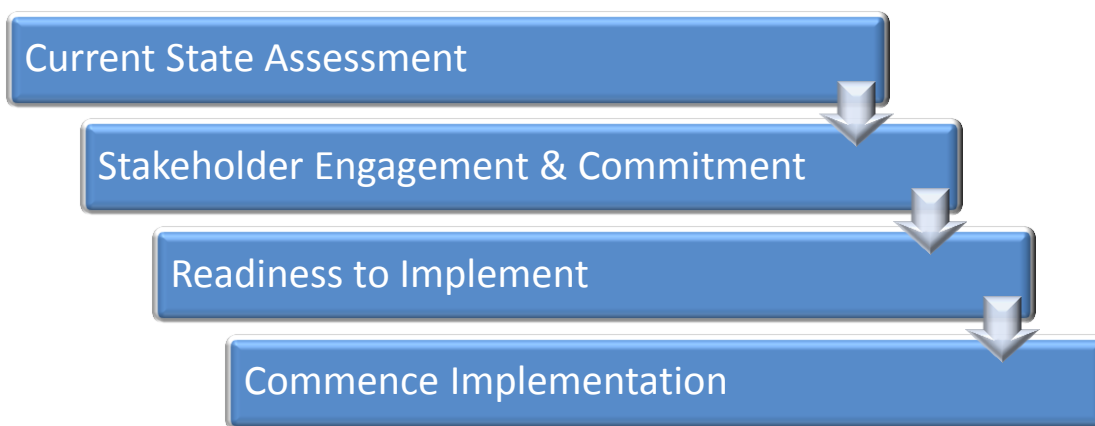 Current State Assessment
Stakeholder Engagement & Commitment
Readiness to Implement
Commence Implementation